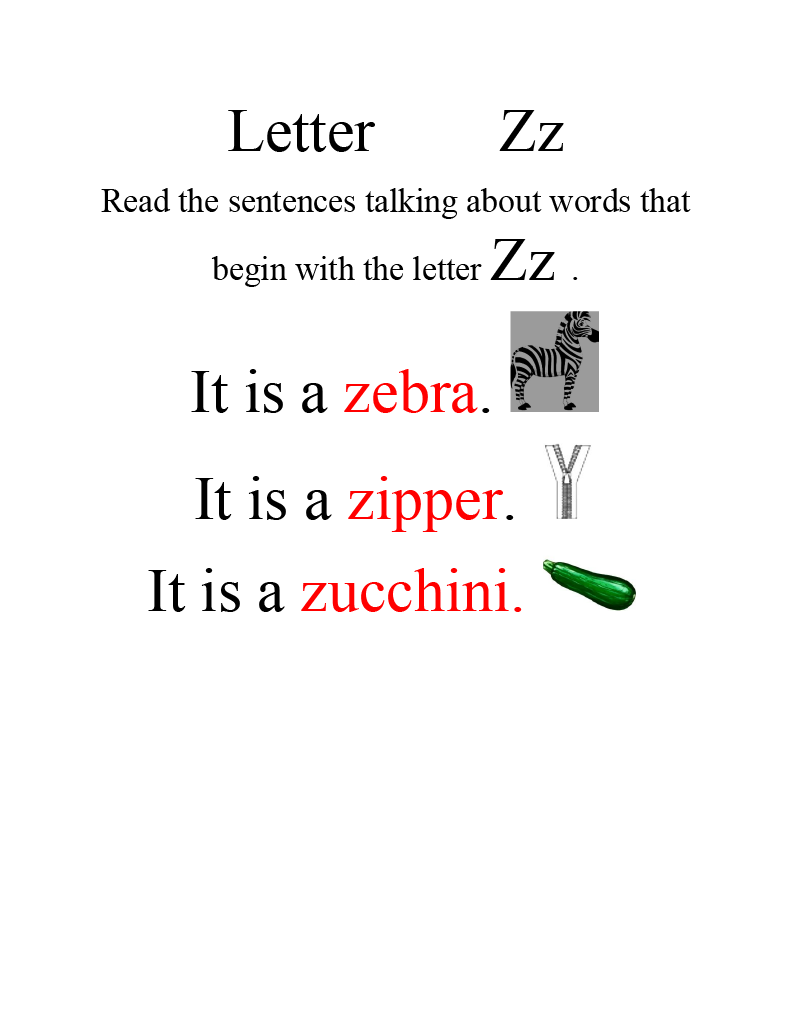 Letter Zz
Read the sentences talking about words that
begin with the letter Zz .
It is a zebra.
It is a zipper.
It is a zucchini.